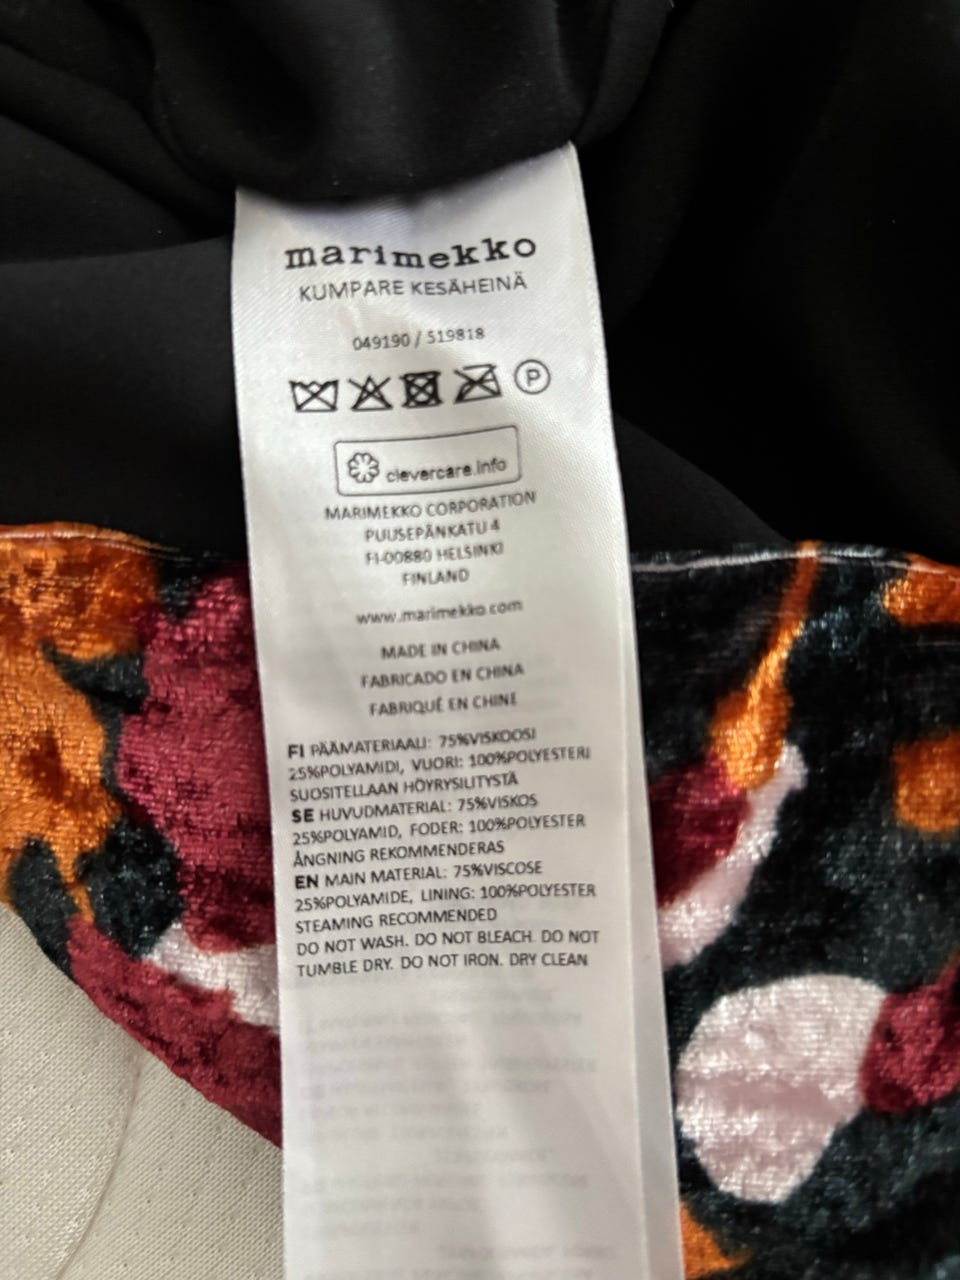 marimekko
KUMPARE KESÄHEINÄ
049190 / 519818
P
clevercare.info
MARIMEKKO CORPORATION
PUUSEPÄNKATU 4
FI-00880 HELSINKI
FINLAND
www.marimekko.com
MADE IN CHINA
FABRICADO EN CHINA
FABRIQUÉ EN CHINE
FI PÄÄMATERIAALI: 75%VISKOOSI
25%POLYAMIDI, VUORI: 100%POLYESTERI
SUOSITELLAAN HÖYRYSILITYSTÄ
SE HUVUDMATERIAL: 75%VISKOS
25%POLYAMID, FODER: 100%POLYESTER
ÅNGNING REKOMMENDERAS
EN MAIN MATERIAL: 75%VISCOSE
25%POLYAMIDE, LINING: 100%POLYESTER
STEAMING RECOMMENDED
DO NOT WASH. DO NOT BLEACH. DO NOT
TUMBLE DRY. DO NOT IRON. DRY CLEAN